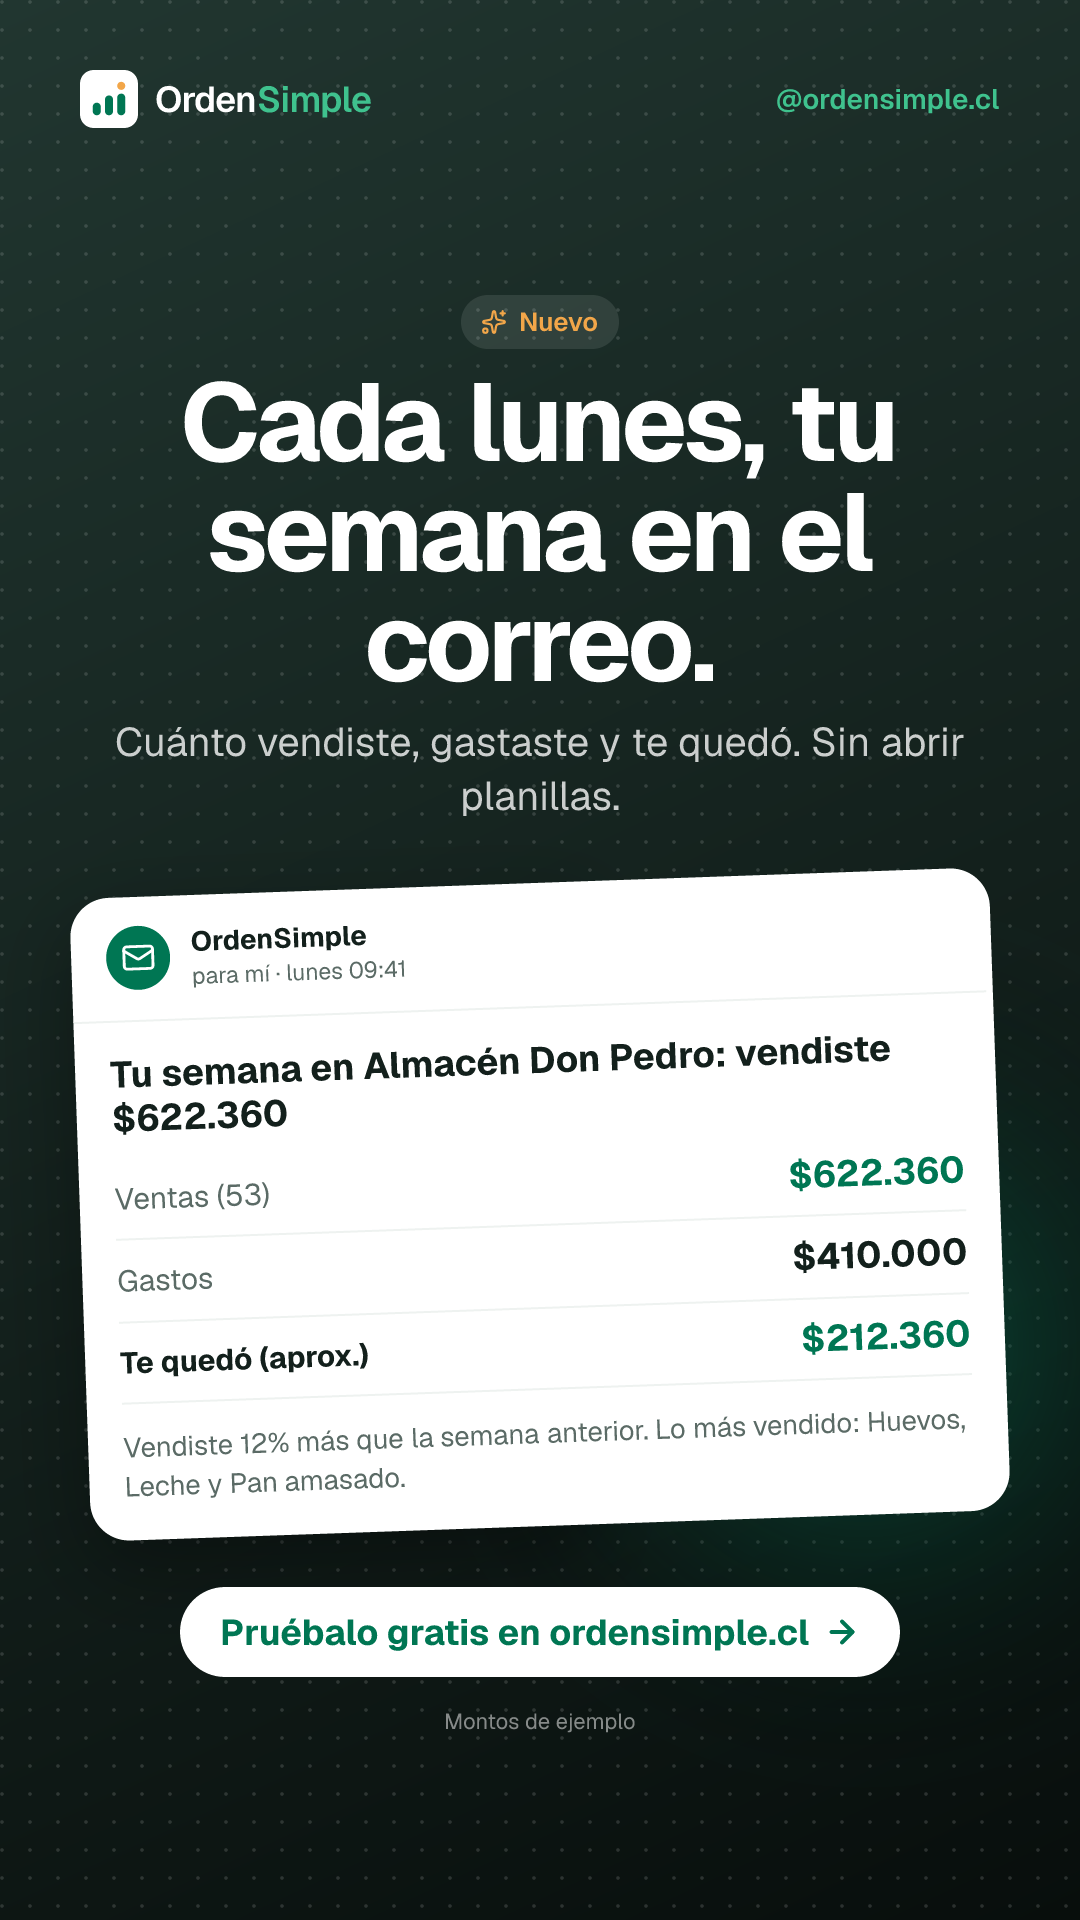 OrdenSimple
@ordensimple.cl
Nuevo
Cada lunes, tu
semana en el
correo.
Cuánto vendiste, gastaste y te quedó. Sin abrir
planillas.
OrdenSimple
para mí · lunes 09:41
Tu semana en Almacén Don Pedro: vendiste
$622.360
Ventas (53)
$622.360
Gastos
$410.000
Te quedó (aprox.)
$212.360
Vendiste 12% más que la semana anterior. Lo más vendido: Huevos,
Leche y Pan amasado.
Pruébalo gratis en ordensimple.cl →
Montos de ejemplo